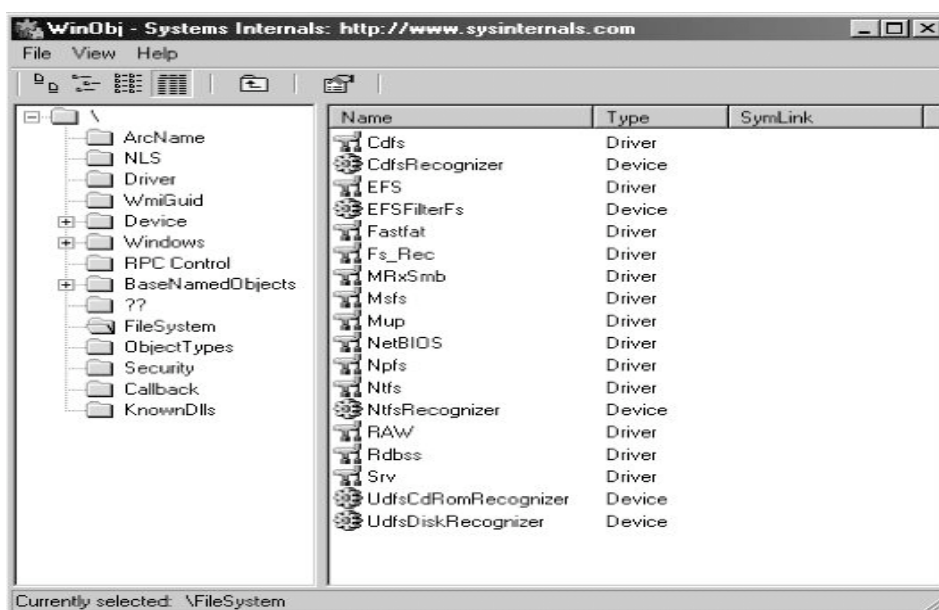 WinObj - Systems Internals: http://www.sysinternals.com
File View Help
\
ArcName
NLS
Driver
WmiGuid
Device
Windows
RPC Control
BaseNamedObjects
??
FileSystem
ObjectTypes
Security
Callback
KnownDlls
Name Type SymLink
Cdfs Driver
CdfsRecognizer Device
EFS Driver
EFSFilterFs Device
Fastfat Driver
Fs_Rec Driver
MRxSmb Driver
Msfs Driver
Mup Driver
NetBIOS Driver
Npfs Driver
Ntfs Driver
NtfsRecognizer Device
RAW Driver
Rdbss Driver
Srv Driver
UdfsCdRomRecognizer Device
UdfsDiskRecognizer Device
Currently selected: \FileSystem